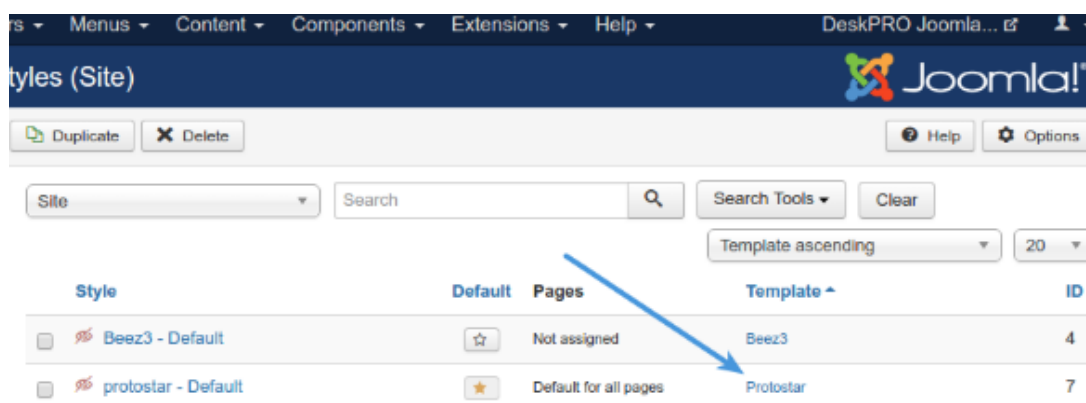 rs Menus Content Components Extensions Help DeskPRO Joomla...
tyles (Site) Joomla!
Duplicate Delete Help Options
Site Search Search Tools Clear
Template ascending 20
Style Default Pages Template ID
Beez3 - Default Not assigned Beez3 4
protostar - Default Default for all pages Protostar 7